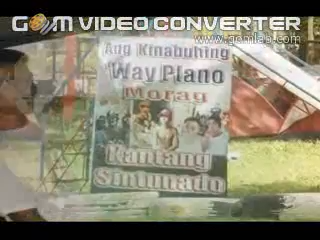 GOM VIDEO CONVERTER
www.gomlab.com
Ang Kinabuhing
Way Plano
Morag
Kantang
Sintunado